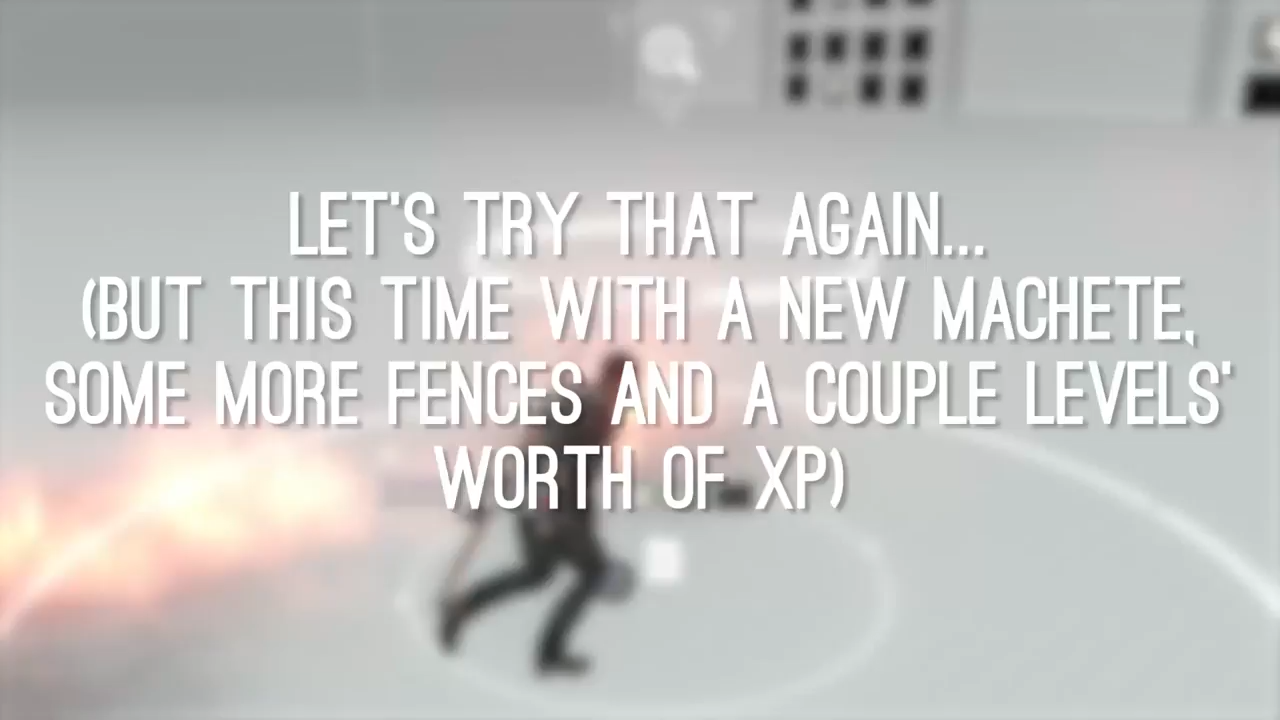 LET'S TRY THAT AGAIN...
(BUT THIS TIME WITH A NEW MACHETE,
SOME MORE FENCES AND A COUPLE LEVELS'
WORTH OF XP)